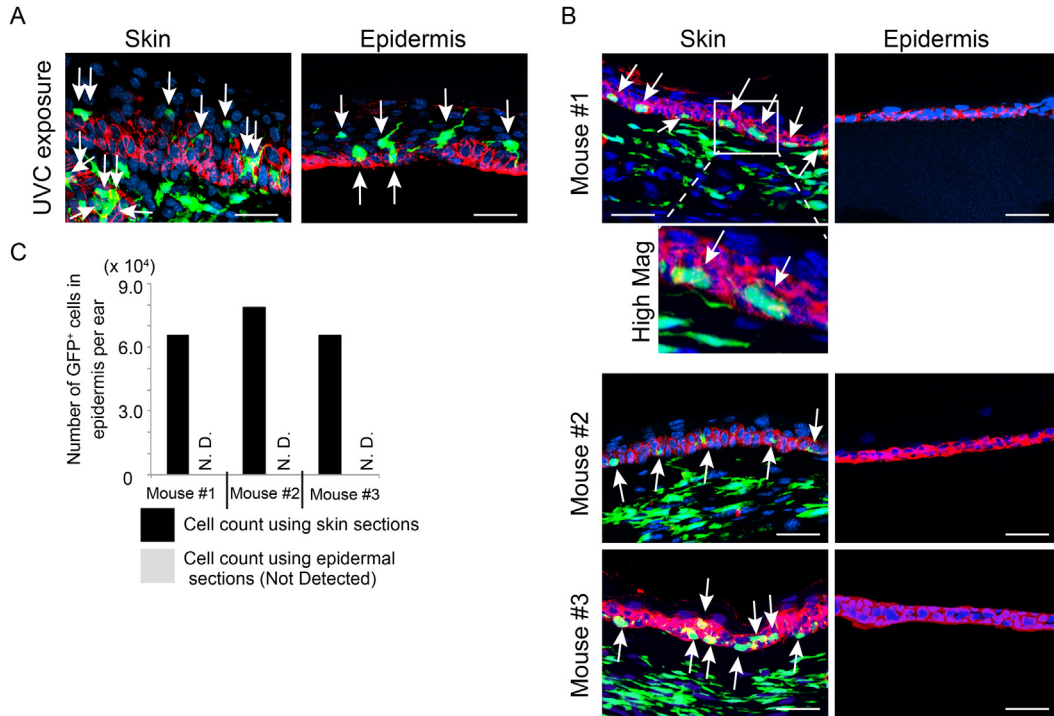 A
Skin
Epidermis
UVC exposure
B
Skin
Epidermis
Mouse #1
High Mag
Mouse #2
Mouse #3
C
(x 10⁴)
Number of GFP⁺ cells in
epidermis per ear
9.0
6.0
3.0
0
N. D.
N. D.
N. D.
Mouse #1
Mouse #2
Mouse #3
Cell count using skin sections
Cell count using epidermal
sections (Not Detected)